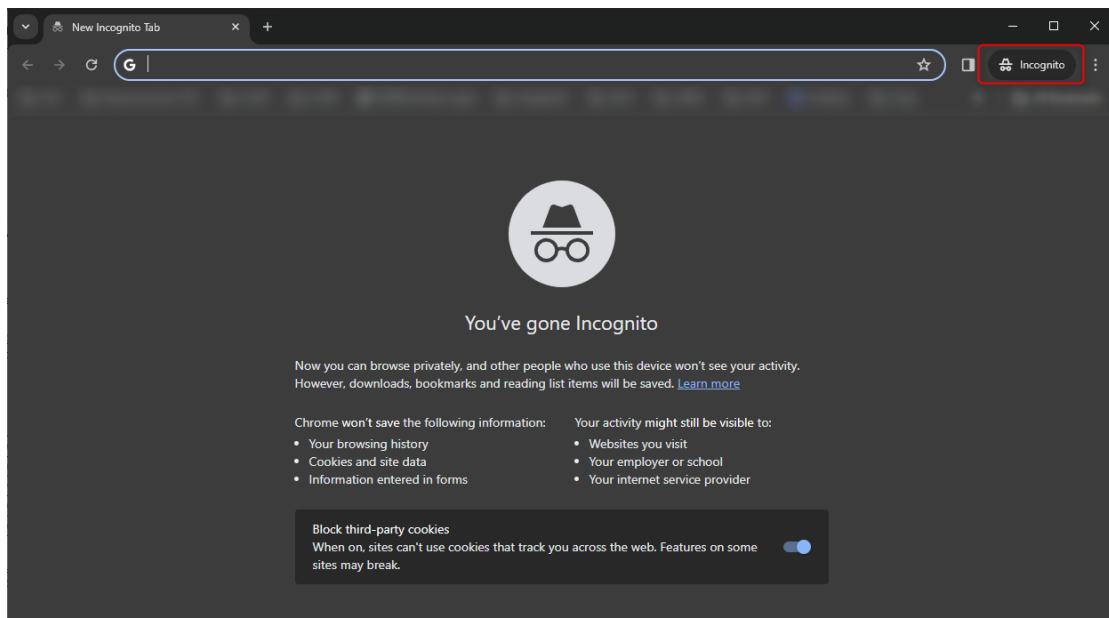 New Incognito Tab
G
Incognito
You've gone Incognito
Now you can browse privately, and other people who use this device won't see your activity.
However, downloads, bookmarks and reading list items will be saved. Learn more
Chrome won't save the following information:
• Your browsing history
• Cookies and site data
• Information entered in forms
Your activity might still be visible to:
• Websites you visit
• Your employer or school
• Your internet service provider
Block third-party cookies
When on, sites can't use cookies that track you across the web. Features on some
sites may break.